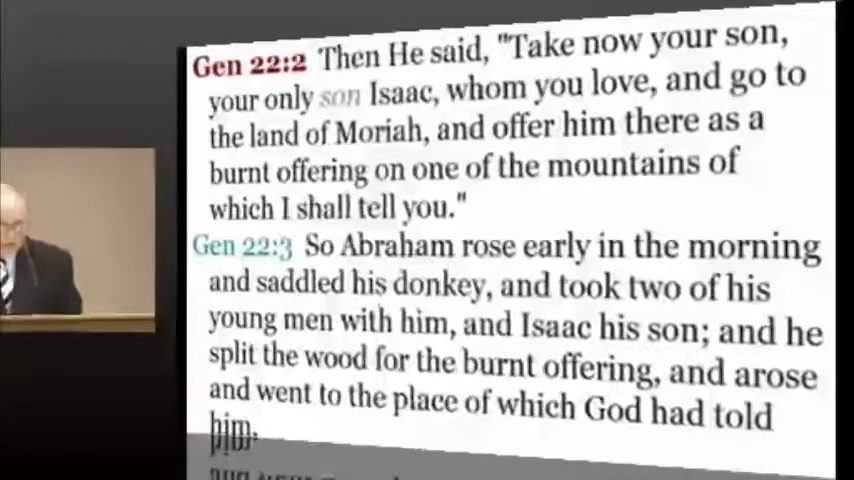 Gen 22:2 Then He said, "Take now your son,
your only son Isaac, whom you love, and go to
the land of Moriah, and offer him there as a
burnt offering on one of the mountains of
which I shall tell you."
Gen 22:3 So Abraham rose early in the morning
and saddled his donkey, and took two of his
young men with him, and Isaac his son; and he
split the wood for the burnt offering, and arose
and went to the place of which God had told
him.